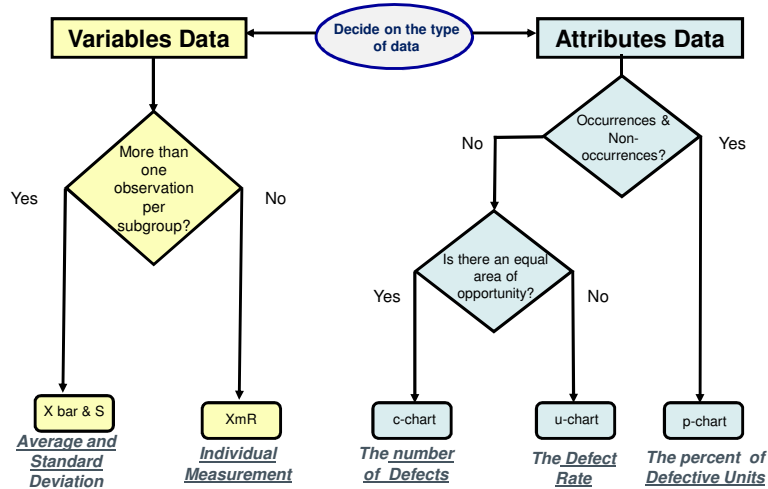 Decide on the type
of data
Variables Data
Attributes Data
More than
one
observation
per
subgroup?
Yes
No
Occurrences &
Non-
occurrences?
No
Yes
Is there an equal
area of
opportunity?
Yes
No
X bar & S
XmR
c-chart
u-chart
p-chart
Average and
Standard
Deviation
Individual
Measurement
The number
of Defects
The Defect
Rate
The percent of
Defective Units